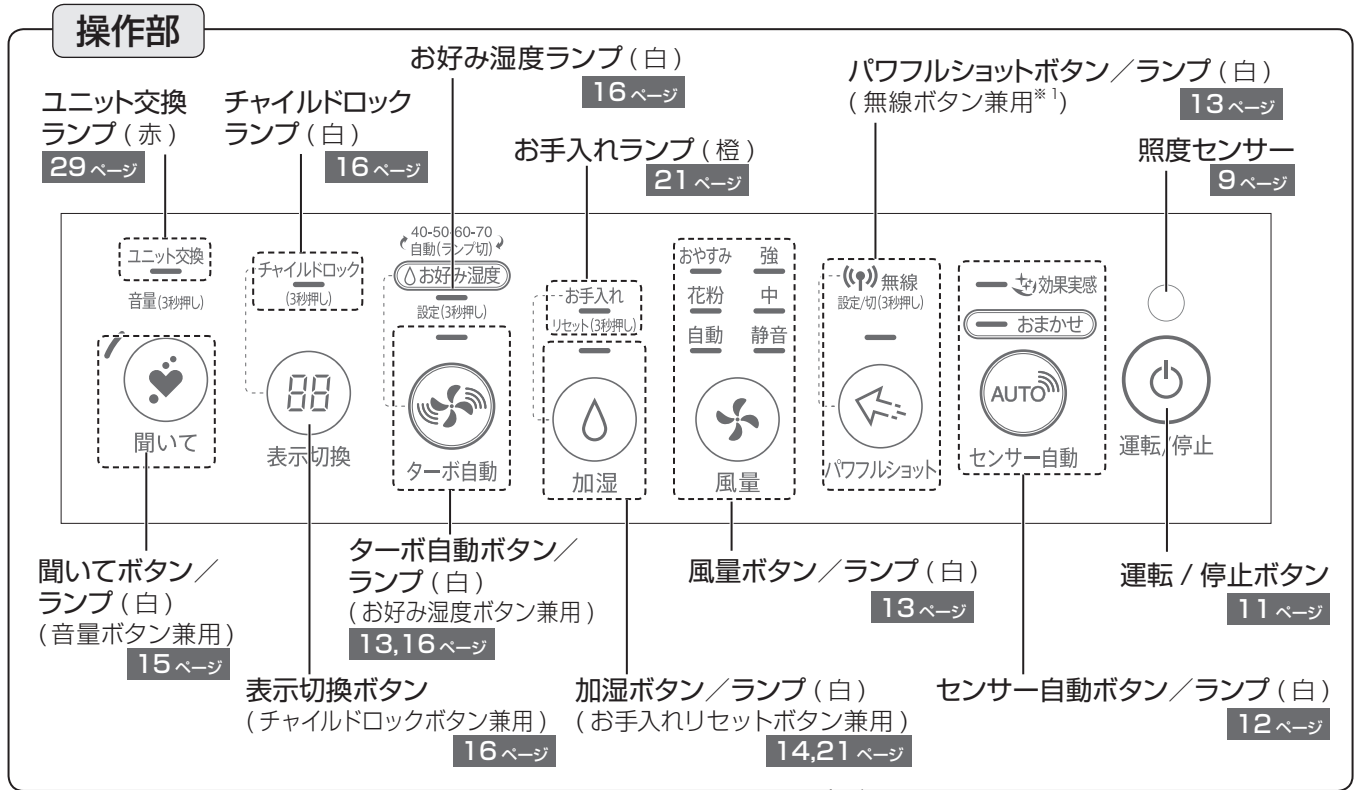 操作部
お好み湿度ランプ(白)
16ページ
パワフルショットボタン／ランプ(白)
(無線ボタン兼用※1)
13ページ
ユニット交換
ランプ(赤)
29ページ
チャイルドロック
ランプ(白)
16ページ
お手入れランプ(橙)
21ページ
照度センサー
9ページ
ユニット交換
音量(3秒押し)
聞いて
チャイルドロック
(3秒押し)
88
表示切換
40-50-60-70
自動(ランプ切)
お好み湿度
設定(3秒押し)
ターボ自動
お手入れ
リセット(3秒押し)
加湿
おやすみ 強
花粉 中
自動 静音
風量
無線
設定/切(3秒押し)
パワフルショット
効果実感
おまかせ
AUTO
センサー自動
運転/停止
聞いてボタン／
ランプ(白)
(音量ボタン兼用)
15ページ
ターボ自動ボタン／
ランプ(白)
(お好み湿度ボタン兼用)
13,16ページ
風量ボタン／ランプ(白)
13ページ
運転/停止ボタン
11ページ
表示切換ボタン
(チャイルドロックボタン兼用)
16ページ
加湿ボタン／ランプ(白)
(お手入れリセットボタン兼用)
14,21ページ
センサー自動ボタン／ランプ(白)
12ページ